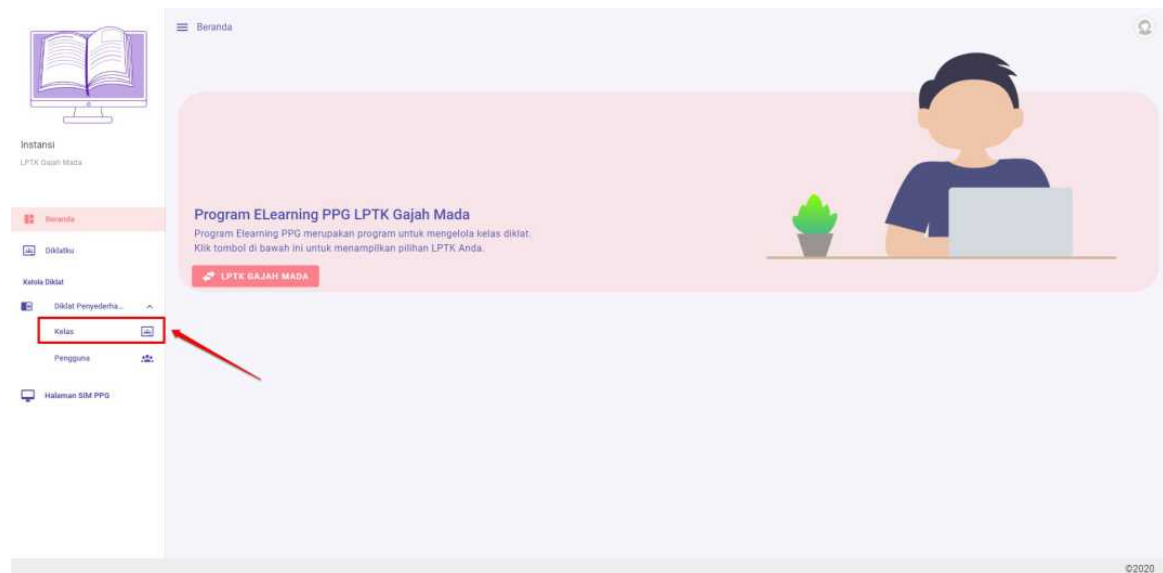 Beranda
Instansi
LPTK Gajah Mada
Beranda
Diklatku
Kelola Diklat
Diklat Penyederha...
Kelas
Pengguna
Halaman SIM PPG
Program ELearning PPG LPTK Gajah Mada
Program Elearning PPG merupakan program untuk mengelola kelas diklat.
Klik tombol di bawah ini untuk menampilkan pilihan LPTK Anda.
LPTK GAJAH MADA
©2020